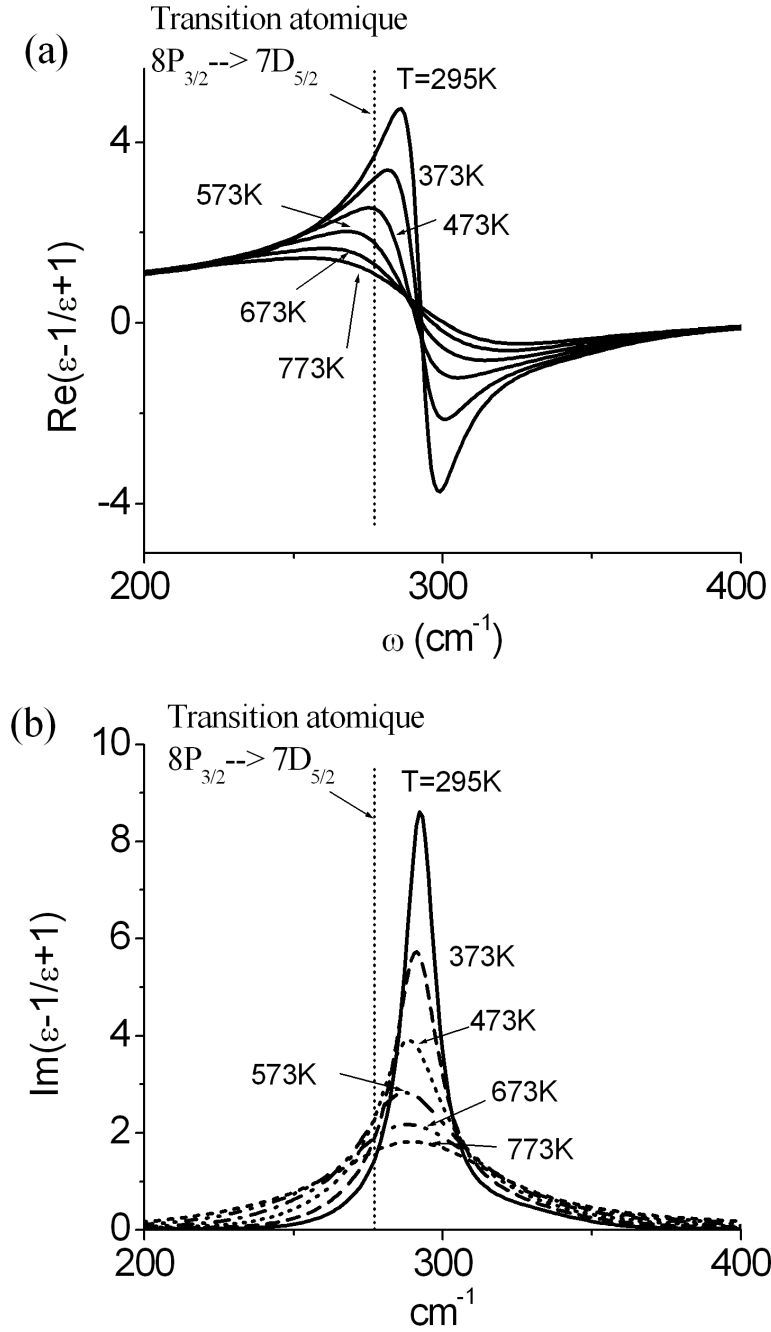 Transition atomique
(a)
8P3/2--> 7D5/2
T=295K
4
373K
573K
473K
Re(ε-1/ε+1)
0
673K
773K
-4
200
300
400
ω (cm-1)
Transition atomique
(b)
10
8P3/2--> 7D5/2
T=295K
8
Im(ε-1/ε+1)
6
373K
4
473K
573K
673K
2
773K
0
200
300
400
cm-1